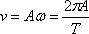 v = Aω = 2πA / T